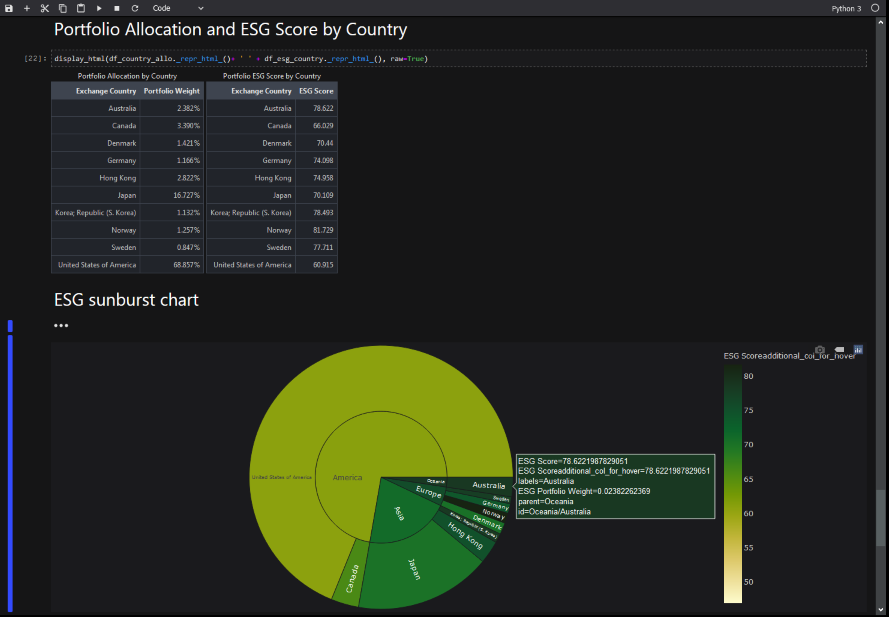 Code
Python 3
Portfolio Allocation and ESG Score by Country
[22]: display_html(df_country_allo._repr_html_()+ ' ' + df_esg_country._repr_html_(), raw=True)
Portfolio Allocation by Country
Exchange Country Portfolio Weight
Australia 2.382%
Canada 3.390%
Denmark 1.421%
Germany 1.166%
Hong Kong 2.822%
Japan 16.727%
Korea; Republic (S. Korea) 1.132%
Norway 1.257%
Sweden 0.847%
United States of America 68.857%
Portfolio ESG Score by Country
Exchange Country ESG Score
Australia 78.622
Canada 66.029
Denmark 70.44
Germany 74.098
Hong Kong 74.958
Japan 70.109
Korea; Republic (S. Korea) 78.493
Norway 81.729
Sweden 77.711
United States of America 60.915
ESG sunburst chart
•••
United States of America
America
Oceania
Europe
Asia
Australia
Sweden
Germany
Norway
Denmark
Korea; Republic (S. Korea)
Hong Kong
Japan
Canada
ESG Score=78.6221987829051
ESG Scoreadditional_col_for_hover=78.6221987829051
labels=Australia
ESG Portfolio Weight=0.02382262369
parent=Oceania
id=Oceania/Australia
ESG Scoreadditional_col_for_hover
80
75
70
65
60
55
50